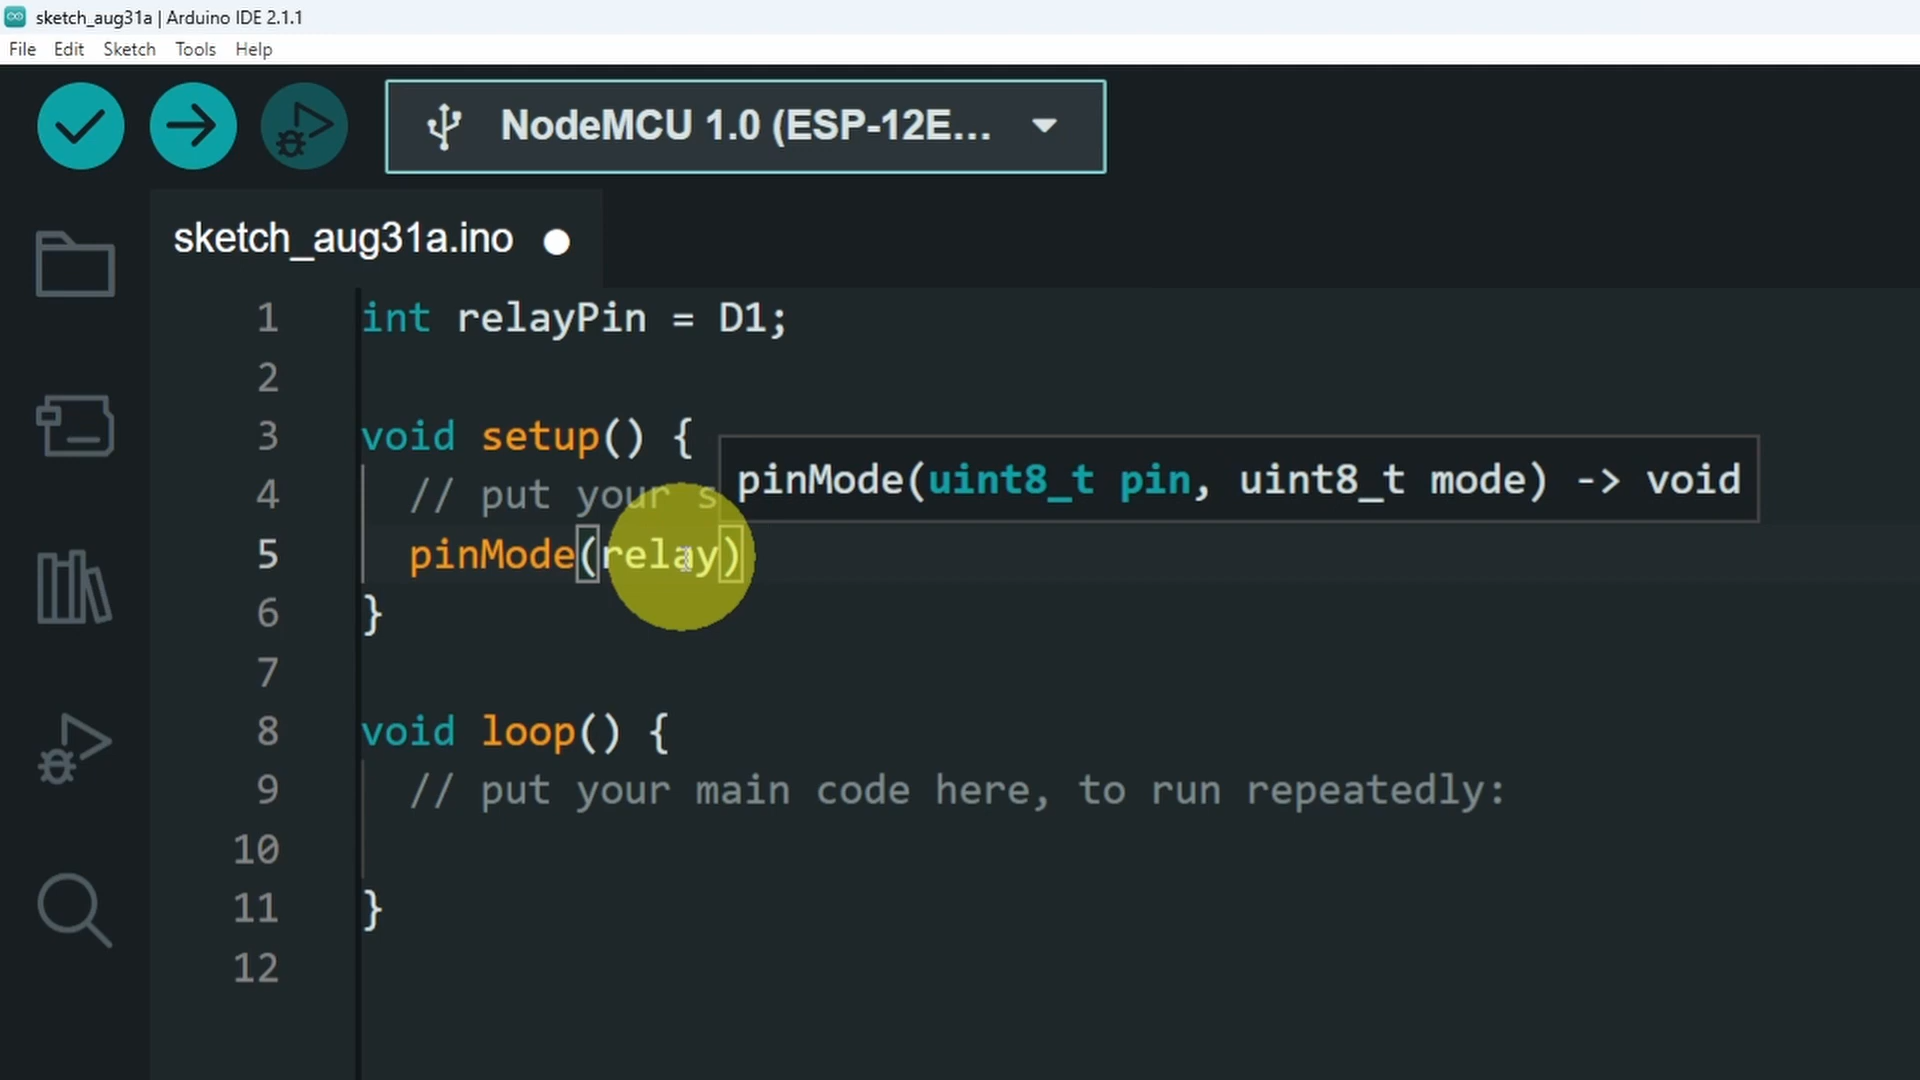 sketch_aug31a | Arduino IDE 2.1.1
File Edit Sketch Tools Help
NodeMCU 1.0 (ESP-12E...
sketch_aug31a.ino
1 int relayPin = D1;
2
3 void setup() {
pinMode(uint8_t pin, uint8_t mode) -> void
4 // put your s
5 pinMode(relay)
6 }
7
8 void loop() {
9 // put your main code here, to run repeatedly:
10
11 }
12